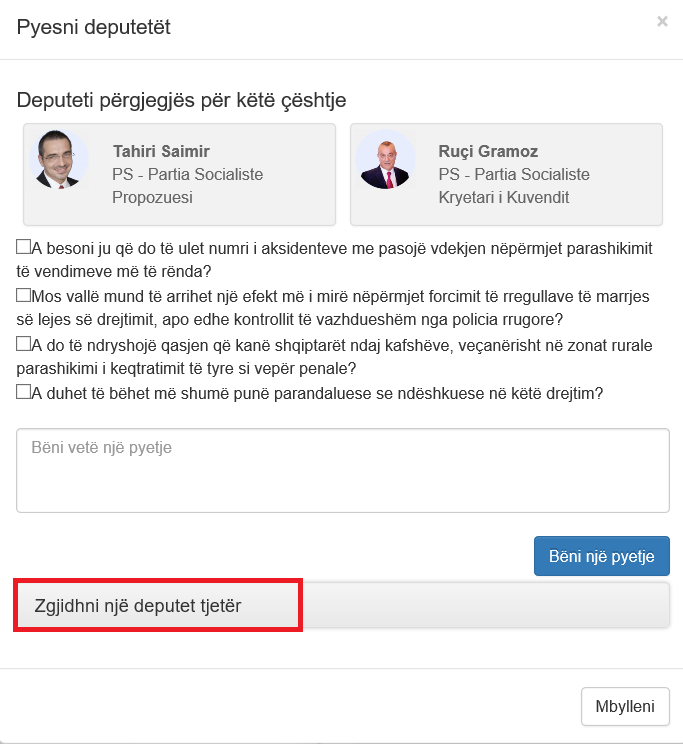 Pyesni deputetët
×
Deputeti përgjegjës për këtë çështje
Tahiri Saimir
PS - Partia Socialiste
Propozuesi
Ruçi Gramoz
PS - Partia Socialiste
Kryetari i Kuvendit
A besoni ju që do të ulet numri i aksidenteve me pasojë vdekjen nëpërmjet parashikimit
të vendimeve më të rënda?
Mos vallë mund të arrihet një efekt më i mirë nëpërmjet forcimit të rregullave të marrjes
së lejes së drejtimit, apo edhe kontrollit të vazhdueshëm nga policia rrugore?
A do të ndryshojë qasjen që kanë shqiptarët ndaj kafshëve, veçanërisht në zonat rurale
parashikimi i keqtratimit të tyre si vepër penale?
A duhet të bëhet më shumë punë parandaluese se ndëshkuese në këtë drejtim?
Bëni vetë një pyetje
Bëni një pyetje
Zgjidhni një deputet tjetër
Mbylleni